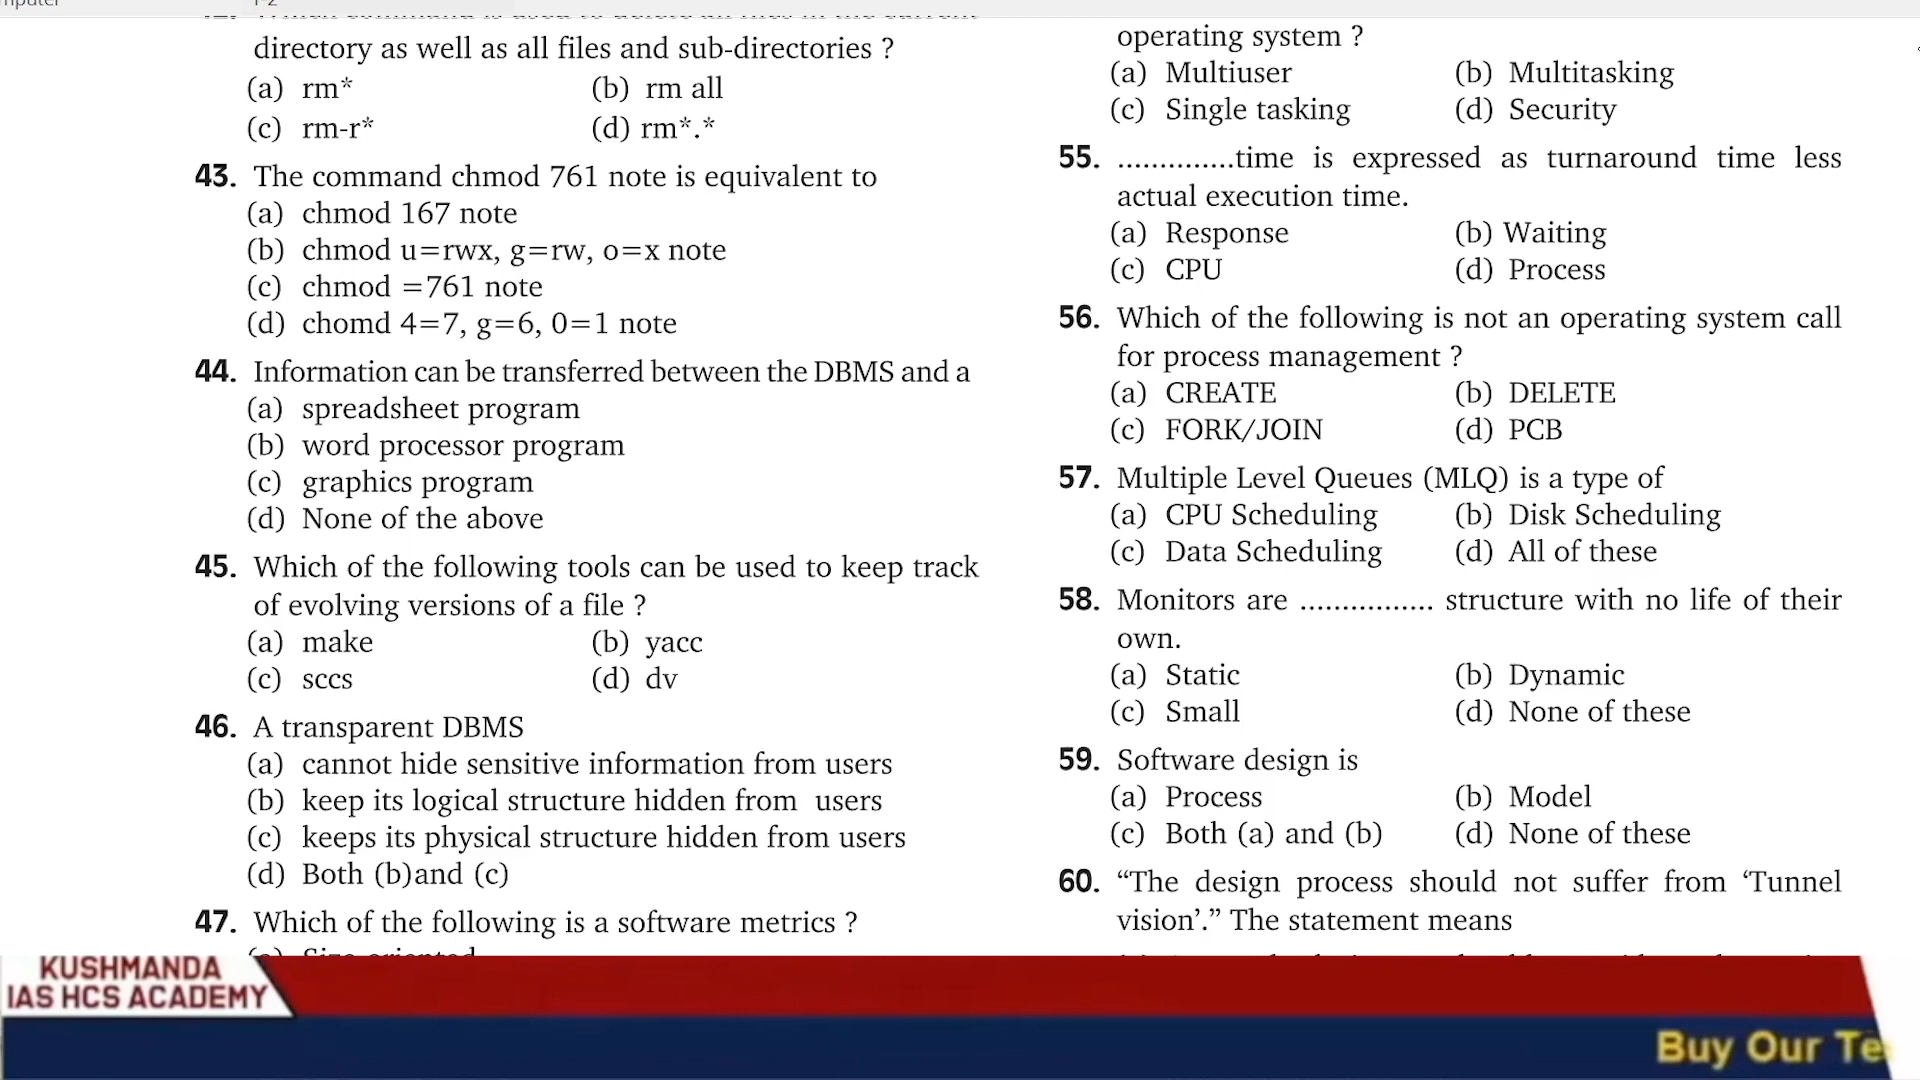 directory as well as all files and sub-directories ?
(a) rm* (b) rm all
(c) rm-r* (d) rm*.*
43. The command chmod 761 note is equivalent to
(a) chmod 167 note
(b) chmod u=rwx, g=rw, o=x note
(c) chmod =761 note
(d) chomd 4=7, g=6, 0=1 note
44. Information can be transferred between the DBMS and a
(a) spreadsheet program
(b) word processor program
(c) graphics program
(d) None of the above
45. Which of the following tools can be used to keep track
of evolving versions of a file ?
(a) make (b) yacc
(c) sccs (d) dv
46. A transparent DBMS
(a) cannot hide sensitive information from users
(b) keep its logical structure hidden from users
(c) keeps its physical structure hidden from users
(d) Both (b)and (c)
47. Which of the following is a software metrics ?
operating system ?
(a) Multiuser (b) Multitasking
(c) Single tasking (d) Security
55. ..............time is expressed as turnaround time less
actual execution time.
(a) Response (b) Waiting
(c) CPU (d) Process
56. Which of the following is not an operating system call
for process management ?
(a) CREATE (b) DELETE
(c) FORK/JOIN (d) PCB
57. Multiple Level Queues (MLQ) is a type of
(a) CPU Scheduling (b) Disk Scheduling
(c) Data Scheduling (d) All of these
58. Monitors are ................ structure with no life of their
own.
(a) Static (b) Dynamic
(c) Small (d) None of these
59. Software design is
(a) Process (b) Model
(c) Both (a) and (b) (d) None of these
60. “The design process should not suffer from ‘Tunnel
vision’.” The statement means
KUSHMANDA
IAS HCS ACADEMY
Buy Our Te